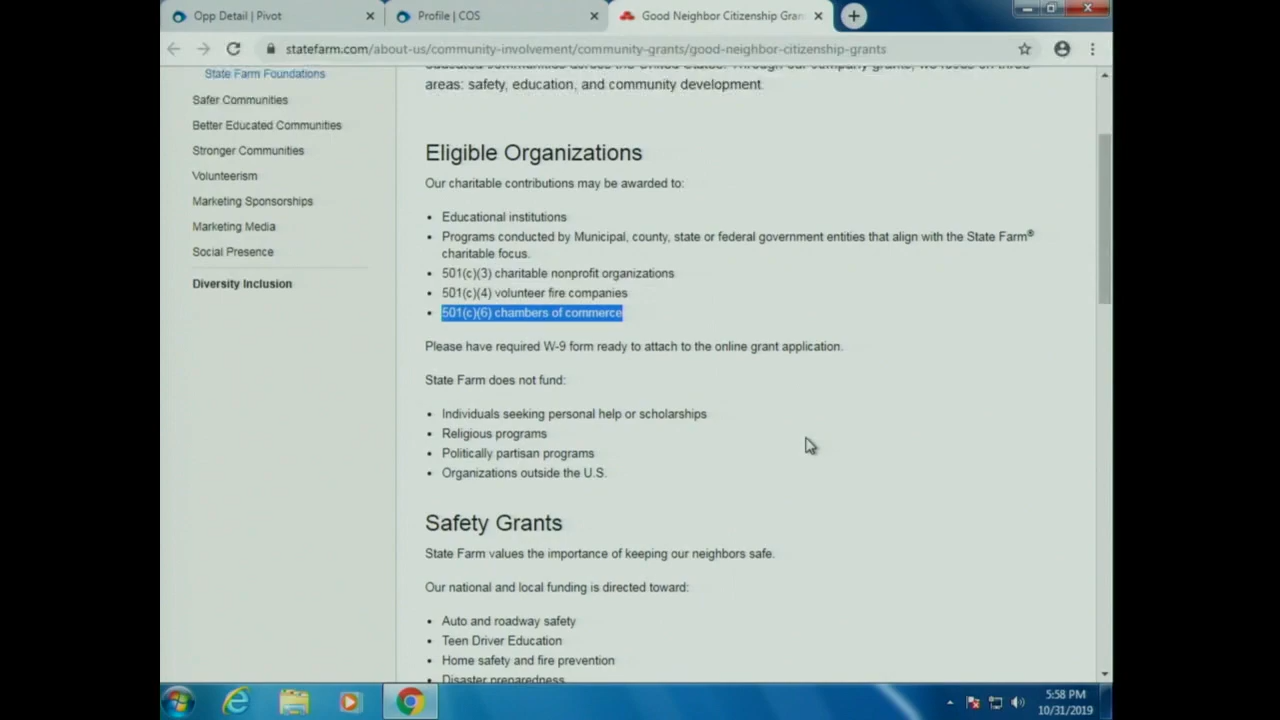 Opp Detail | Pivot
Profile | COS
Good Neighbor Citizenship Gran
statefarm.com/about-us/community-involvement/community-grants/good-neighbor-citizenship-grants
State Farm Foundations
Safer Communities
Better Educated Communities
Stronger Communities
Volunteerism
Marketing Sponsorships
Marketing Media
Social Presence
Diversity Inclusion
areas: safety, education, and community development.
Eligible Organizations
Our charitable contributions may be awarded to:
• Educational institutions
• Programs conducted by Municipal, county, state or federal government entities that align with the State Farm®
charitable focus.
• 501(c)(3) charitable nonprofit organizations
• 501(c)(4) volunteer fire companies
• 501(c)(6) chambers of commerce
Please have required W-9 form ready to attach to the online grant application.
State Farm does not fund:
• Individuals seeking personal help or scholarships
• Religious programs
• Politically partisan programs
• Organizations outside the U.S.
Safety Grants
State Farm values the importance of keeping our neighbors safe.
Our national and local funding is directed toward:
• Auto and roadway safety
• Teen Driver Education
• Home safety and fire prevention
• Disaster preparedness
5:58 PM
10/31/2019